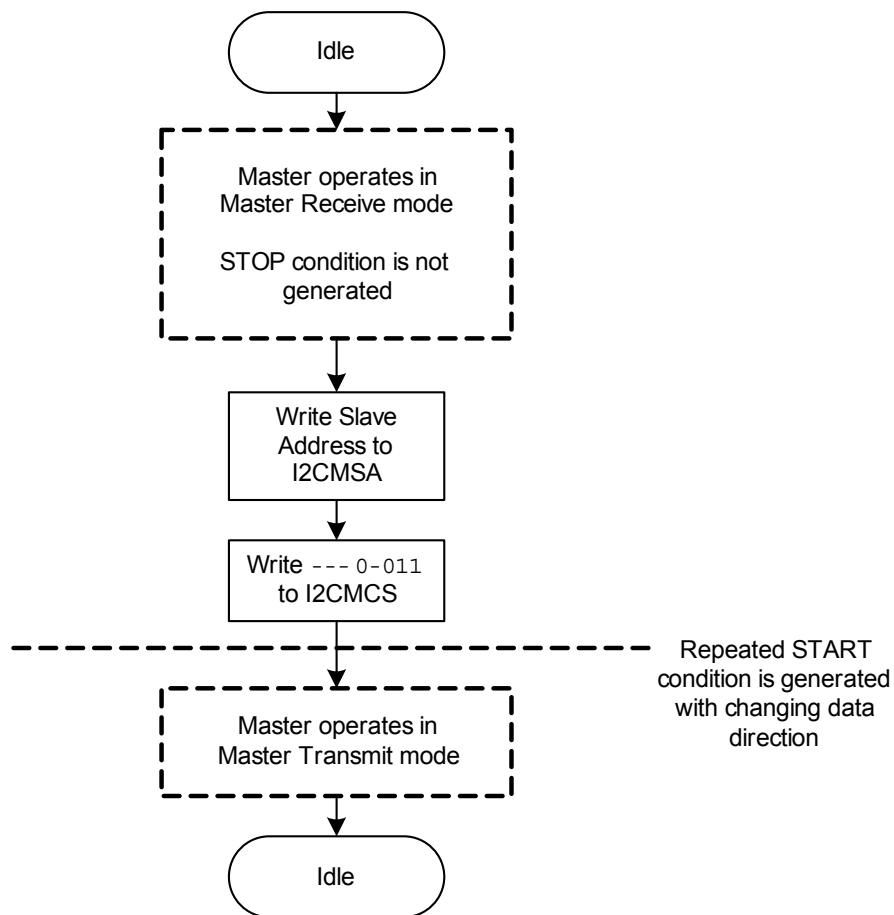 Idle
Master operates in
Master Receive mode
STOP condition is not
generated
Write Slave
Address to
I2CMSA
Write --- 0-011
to I2CMCS
Repeated START
condition is generated
with changing data
direction
Master operates in
Master Transmit mode
Idle